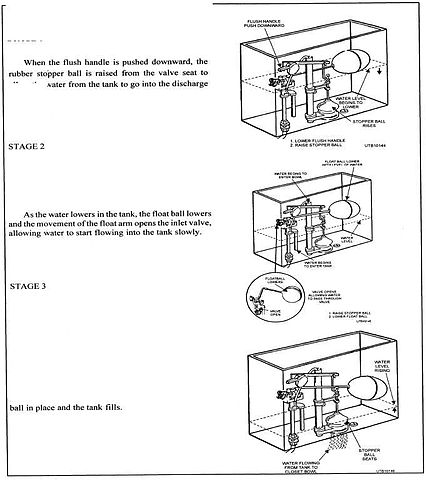 FLUSH HANDLE
PUSH DOWNWARD
When the flush handle is pushed downward, the
rubber stopper ball is raised from the valve seat to
water from the tank to go into the discharge
WATER LEVEL
BEGINS TO
LOWER
STOPPER BALL
RISES
1 LOWER FLUSH HANDLE
2 RAISE STOPPER BALL
STAGE 2
FLOAT BALL LOWERS
WITH LEVEL OF WATER
WATER BEGINS TO
ENTER BOWL
As the water lowers in the tank, the float ball lowers
and the movement of the float arm opens the inlet valve,
allowing water to start flowing into the tank slowly.
WATER
LEVEL
WATER BEGINS
TO ENTER TANK
STAGE 3
FLOATBALL
LOWERS
VALVE OPENS
ALLOWING WATER
TO PASS THROUGH
VALVE
VALVE
OPEN
1 RAISE STOPPER BALL
2 LOWER FLOAT BALL
WATER
LEVEL
RISING
ball in place and the tank fills.
STOPPER
BALL
SEATS
WATER FLOWING
FROM TANK TO
CLOSET BOWL